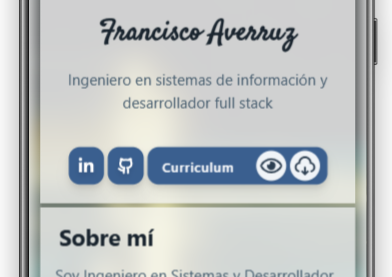 Francisco Averruz
Ingeniero en sistemas de información y
desarrollador full stack
in
Curriculum
Sobre mí
Soy Ingeniero en Sistemas y Desarrollador